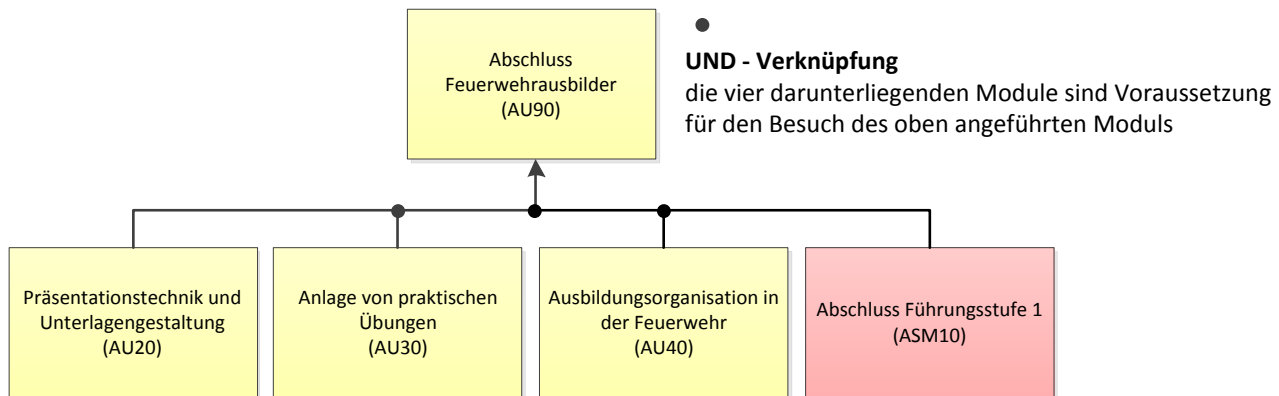 Abschluss
Feuerwehrausbilder
(AU90)
UND - Verknüpfung
die vier darunterliegenden Module sind Voraussetzung
für den Besuch des oben angeführten Moduls
Präsentationstechnik und
Unterlagengestaltung
(AU20)
Anlage von praktischen
Übungen
(AU30)
Ausbildungsorganisation in
der Feuerwehr
(AU40)
Abschluss Führungsstufe 1
(ASM10)